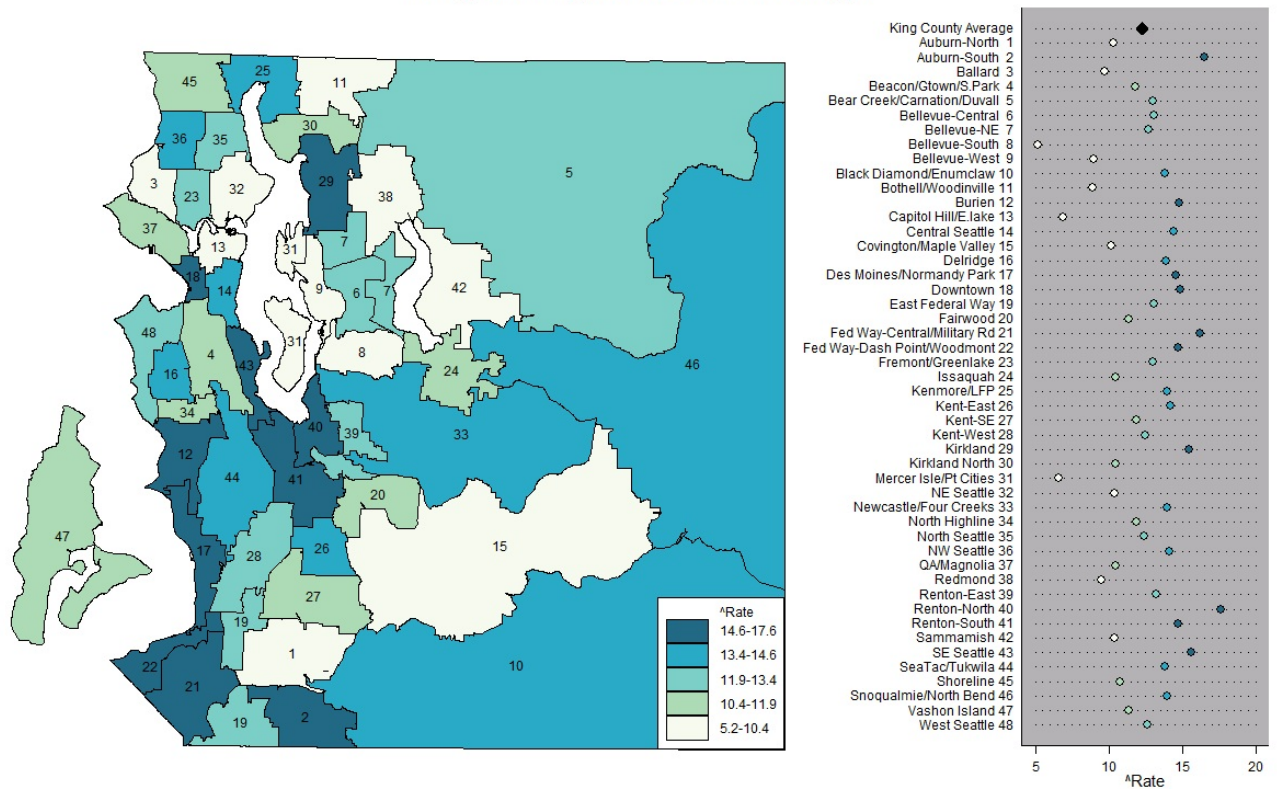 45
25
11
30
36
35
5
3
23
32
29
38
37
13
31
7
18
14
9
6
7
42
48
4
31
46
16
43
8
24
34
40
39
33
12
44
41
20
47
17
28
26
15
27
19
1
22
21
10
19
2
^Rate
14.6-17.6
13.4-14.6
11.9-13.4
10.4-11.9
5.2-10.4
King County Average
Auburn-North 1
Auburn-South 2
Ballard 3
Beacon/Gtown/S.Park 4
Bear Creek/Carnation/Duvall 5
Bellevue-Central 6
Bellevue-NE 7
Bellevue-South 8
Bellevue-West 9
Black Diamond/Enumclaw 10
Bothell/Woodinville 11
Burien 12
Capitol Hill/E.lake 13
Central Seattle 14
Covington/Maple Valley 15
Delridge 16
Des Moines/Normandy Park 17
Downtown 18
East Federal Way 19
Fairwood 20
Fed Way-Central/Military Rd 21
Fed Way-Dash Point/Woodmont 22
Fremont/Greenlake 23
Issaquah 24
Kenmore/LFP 25
Kent-East 26
Kent-SE 27
Kent-West 28
Kirkland 29
Kirkland North 30
Mercer Isle/Pt Cities 31
NE Seattle 32
Newcastle/Four Creeks 33
North Highline 34
North Seattle 35
NW Seattle 36
QA/Magnolia 37
Redmond 38
Renton-East 39
Renton-North 40
Renton-South 41
Sammamish 42
SE Seattle 43
SeaTac/Tukwila 44
Shoreline 45
Snoqualmie/North Bend 46
Vashon Island 47
West Seattle 48
5 10 15 20
^Rate